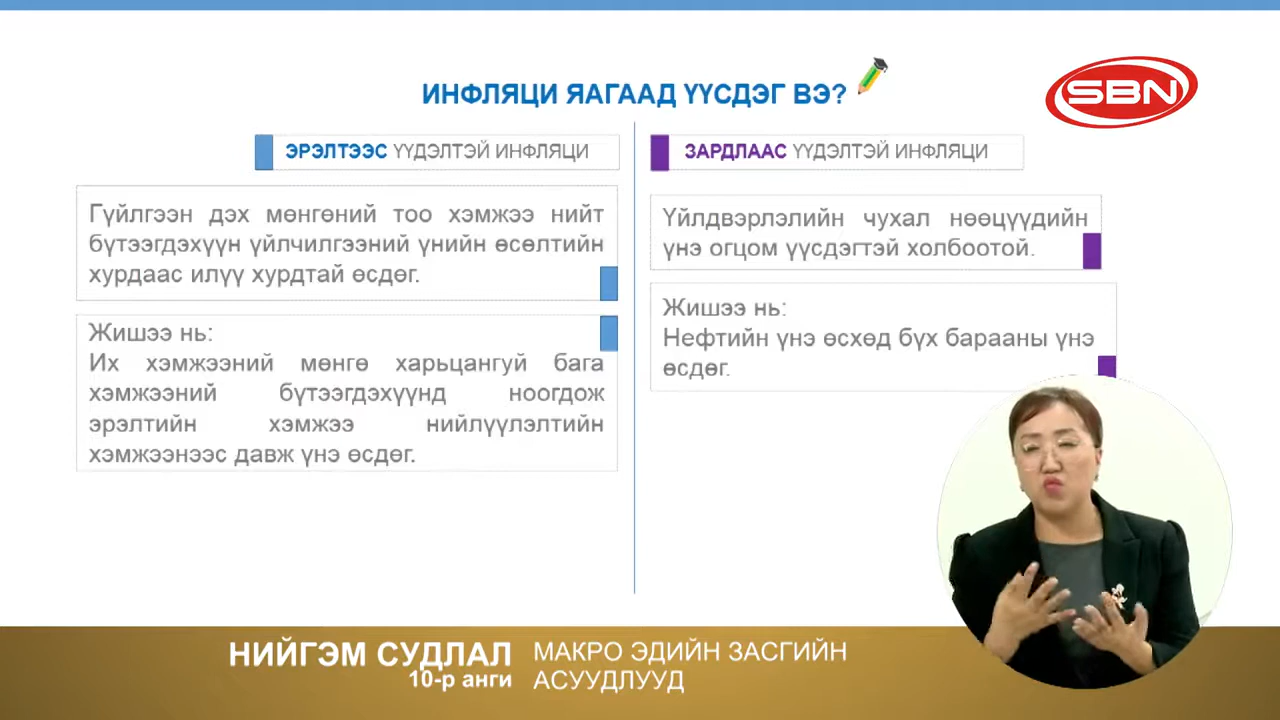 ИНФЛЯЦИ ЯАГААД ҮҮСДЭГ ВЭ?
SBN
ЭРЭЛТЭЭС ҮҮДЭЛТЭЙ ИНФЛЯЦИ
Гүйлгээн дэх мөнгөний тоо хэмжээ нийт
бүтээгдэхүүн үйлчилгээний үнийн өсөлтийн
хурдаас илүү хурдтай өсдөг.
Жишээ нь:
Их хэмжээний мөнгө харьцангуй бага
хэмжээний бүтээгдэхүүнд ноогдож
эрэлтийн хэмжээ нийлүүлэлтийн
хэмжээнээс давж үнэ өсдөг.
ЗАРДЛААС ҮҮДЭЛТЭЙ ИНФЛЯЦИ
Үйлдвэрлэлийн чухал нөөцүүдийн
үнэ огцом үүсдэгтэй холбоотой.
Жишээ нь:
Нефтийн үнэ өсхөд бүх барааны үнэ
өсдөг.
НИЙГЭМ СУДЛАЛ
10-р анги
МАКРО ЭДИЙН ЗАСГИЙН
АСУУДЛУУД